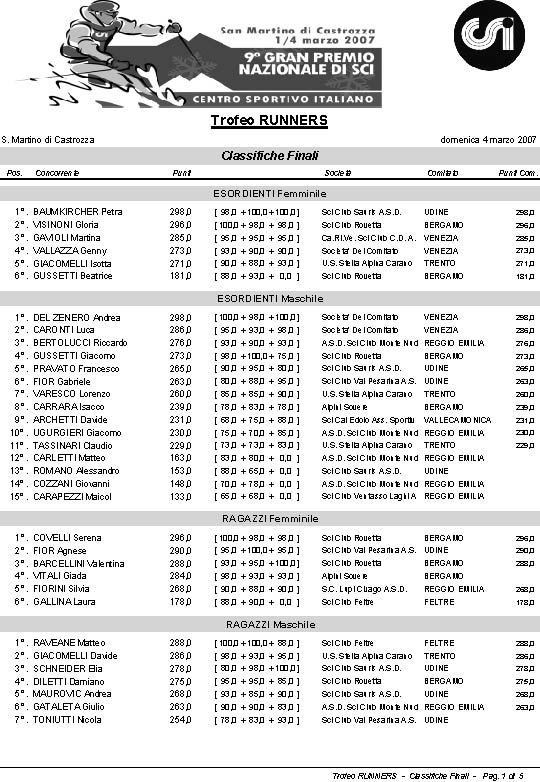 San Martino di Castrozza
1/4 marzo 2007
9° GRAN PREMIO
NAZIONALE DI SCI
CENTRO SPORTIVO ITALIANO
CSI
Trofeo RUNNERS
S. Martino di Castrozza domenica 4 marzo 2007
Classifiche Finali
Pos. Concorrente Punti Società Comitato Punti Com.
ESORDIENTI Femminile
1°. BAUMKIRCHER Petra 298,0 [ 98,0 +100,0+100,0 ] Sci Club Sauris A.S.D. UDINE 298,0
2°. VISINONI Gloria 296,0 [100,0 + 98,0 + 98,0 ] Sci Club Rouetta BERGAMO 296,0
3°. GAVIOLI Martina 285,0 [ 95,0 + 95,0 + 95,0 ] Ca.Ri.Ve. Sci Club C.D.A. VENEZIA 285,0
4°. VALLAZZA Genny 273,0 [ 93,0 + 90,0 + 90,0 ] Societa' Del Comitato VENEZIA 273,0
5°. GIACOMELLI Isotta 271,0 [ 90,0 + 88,0 + 93,0 ] U.S. Stella Alpina Carano TRENTO 271,0
6°. GUSSETTI Beatrice 181,0 [ 88,0 + 93,0 + 0,0 ] Sci Club Rouetta BERGAMO 181,0
ESORDIENTI Maschile
1°. DEL ZENERO Andrea 298,0 [100,0 + 98,0 +100,0 ] Societa' Del Comitato VENEZIA 298,0
2°. CARONTI Luca 286,0 [ 95,0 + 93,0 + 98,0 ] Societa' Del Comitato VENEZIA 286,0
3°. BERTOLUCCI Riccardo 276,0 [ 93,0 + 90,0 + 93,0 ] A.S.D. Sci Club Monte Nud REGGIO EMILIA 276,0
4°. GUSSETTI Giacomo 273,0 [ 98,0 +100,0 + 75,0 ] Sci Club Rouetta BERGAMO 273,0
5°. PRAVATO Francesco 265,0 [ 90,0 + 95,0 + 80,0 ] Sci Club Sauris A.S.D. UDINE 265,0
6°. FIOR Gabriele 263,0 [ 80,0 + 88,0 + 95,0 ] Sci Club Val Pesarina A.S. UDINE 263,0
7°. VARESCO Lorenzo 260,0 [ 85,0 + 85,0 + 90,0 ] U.S. Stella Alpina Carano TRENTO 260,0
8°. CARRARA Isacco 239,0 [ 78,0 + 83,0 + 78,0 ] Alpini Scuere BERGAMO 239,0
9°. ARCHETTI Davide 231,0 [ 68,0 + 75,0 + 88,0 ] Sci Cai Edolo Ass. Sportiv VALLECAMONICA 231,0
10°. UGURGIERI Giacomo 230,0 [ 75,0 + 70,0 + 85,0 ] A.S.D. Sci Club Monte Nud REGGIO EMILIA 230,0
11°. TASSINARI Claudio 229,0 [ 73,0 + 73,0 + 83,0 ] U.S. Stella Alpina Carano TRENTO 229,0
12°. CARLETTI Matteo 163,0 [ 83,0 + 80,0 + 0,0 ] A.S.D. Sci Club Monte Nud REGGIO EMILIA
13°. ROMANO Alessandro 153,0 [ 88,0 + 65,0 + 0,0 ] Sci Club Sauris A.S.D. UDINE
14°. COZZANI Giovanni 148,0 [ 70,0 + 78,0 + 0,0 ] A.S.D. Sci Club Monte Nud REGGIO EMILIA
15°. CARAPEZZI Maicol 133,0 [ 65,0 + 68,0 + 0,0 ] Sci Club Ventasso Laghi A REGGIO EMILIA
RAGAZZI Femminile
1°. COVELLI Serena 296,0 [100,0 + 98,0 + 98,0 ] Sci Club Rouetta BERGAMO 296,0
2°. FIOR Agnese 290,0 [ 95,0 +100,0 + 95,0 ] Sci Club Val Pesarina A.S. UDINE 290,0
3°. BARCELLINI Valentina 288,0 [ 93,0 + 95,0 +100,0 ] Sci Club Rouetta BERGAMO 288,0
4°. VITALI Giada 284,0 [ 98,0 + 93,0 + 93,0 ] Alpini Scuere BERGAMO
5°. FIORINI Silvia 268,0 [ 90,0 + 88,0 + 90,0 ] S.C. Lupi Cuago A.S.D. REGGIO EMILIA 268,0
6°. GALLINA Laura 178,0 [ 88,0 + 90,0 + 0,0 ] Sci Club Feltre FELTRE 178,0
RAGAZZI Maschile
1°. RAVEANE Matteo 288,0 [100,0 +100,0+ 88,0 ] Sci Club Feltre FELTRE 288,0
2°. GIACOMELLI Davide 286,0 [ 98,0 + 93,0 + 95,0 ] U.S. Stella Alpina Carano TRENTO 286,0
3°. SCHNEIDER Elia 278,0 [ 80,0 + 98,0 +100,0 ] Sci Club Sauris A.S.D. UDINE 278,0
4°. DILETTI Damiano 275,0 [ 95,0 + 95,0 + 85,0 ] Sci Club Rouetta BERGAMO 275,0
5°. MAUROVIC Andrea 268,0 [ 93,0 + 85,0 + 90,0 ] Sci Club Sauris A.S.D. UDINE 268,0
6°. GATALETA Giulio 263,0 [ 90,0 + 90,0 + 83,0 ] A.S.D. Sci Club Monte Nud REGGIO EMILIA 263,0
7°. TONIUTTI Nicola 254,0 [ 78,0 + 83,0 + 93,0 ] Sci Club Val Pesarina A.S. UDINE
Trofeo RUNNERS - Classifiche Finali - Pag. 1 of 5